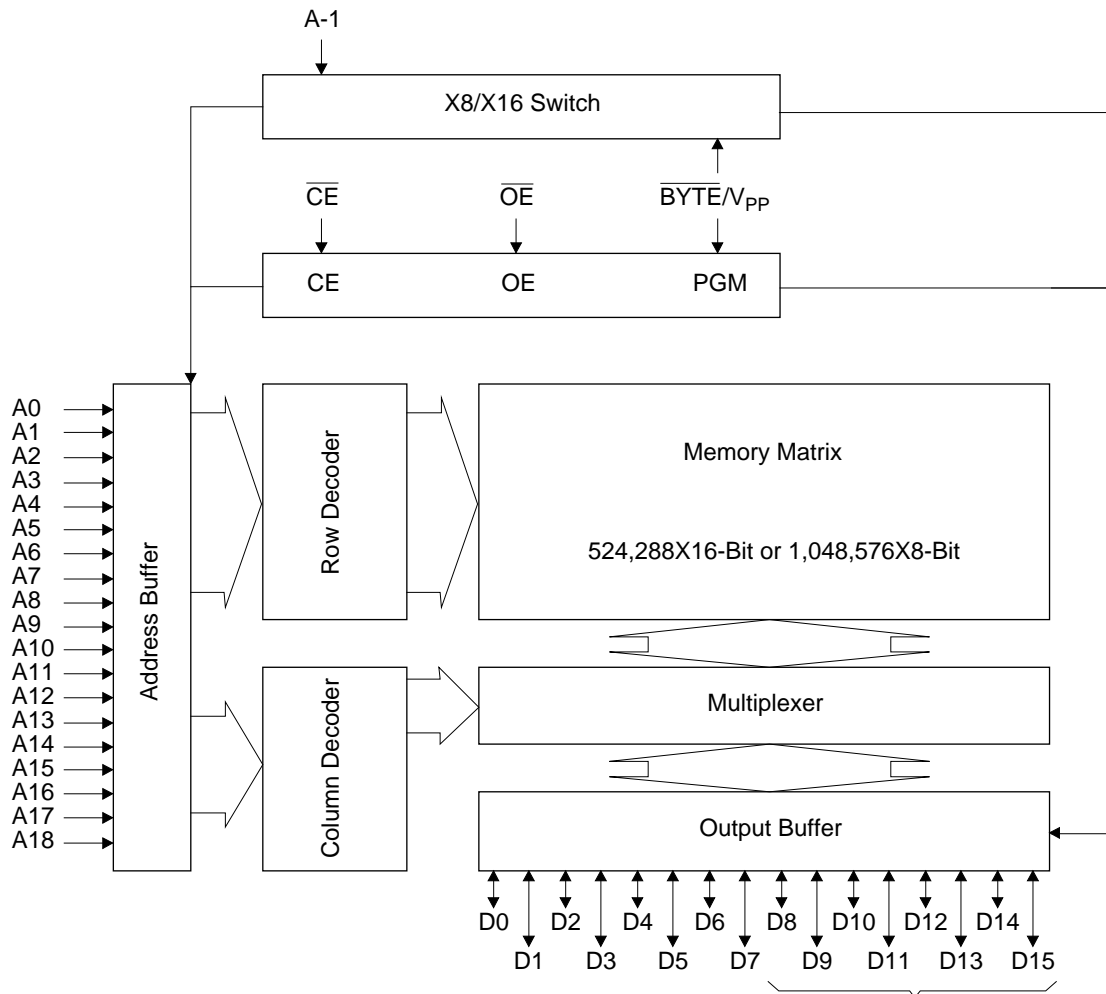 A-1
X8/X16 Switch
C̅E̅ O̅E̅ B̅Y̅T̅E̅/VPP
CE OE PGM
A0
A1
A2
A3
A4
A5
A6
A7
A8
A9
A10
A11
A12
A13
A14
A15
A16
A17
A18
Address Buffer
Row Decoder
Column Decoder
Memory Matrix
524,288X16-Bit or 1,048,576X8-Bit
Multiplexer
Output Buffer
D0 D2 D4 D6 D8 D10 D12 D14
D1 D3 D5 D7 D9 D11 D13 D15